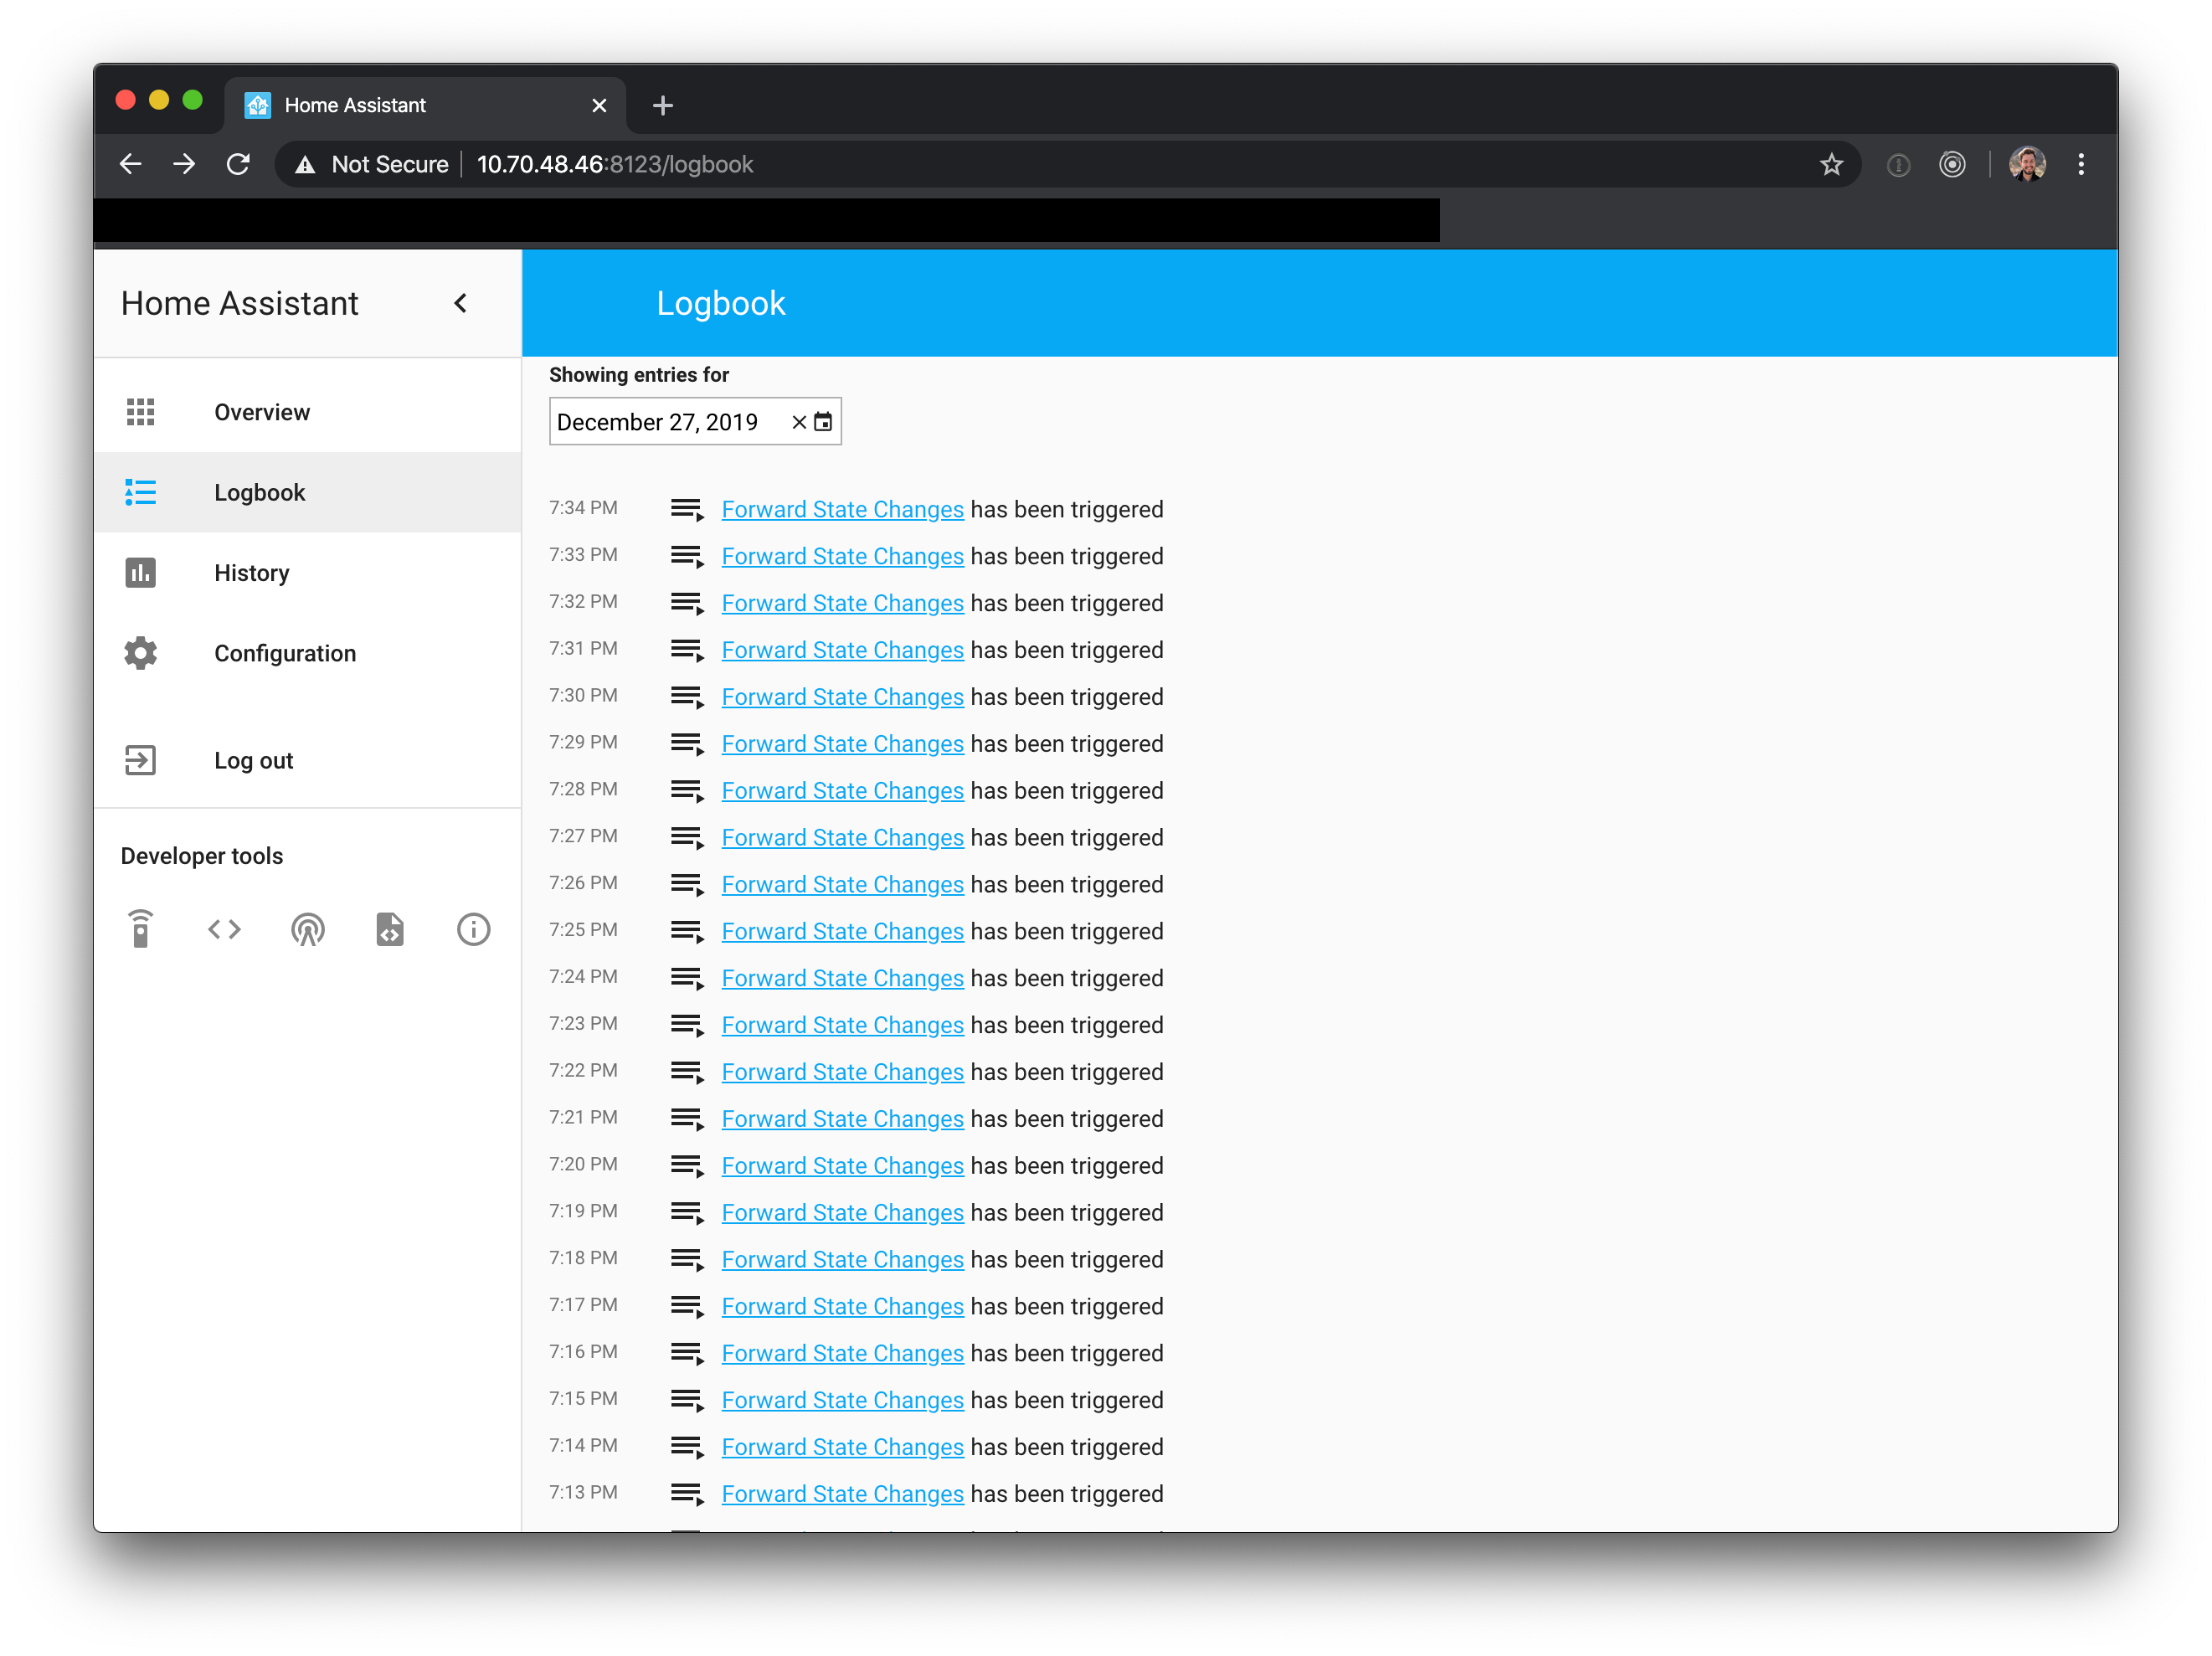 Home Assistant
Not Secure 10.70.48.46:8123/logbook
Home Assistant
Logbook
Overview
Logbook
History
Configuration
Log out
Developer tools
Showing entries for
December 27, 2019
7:34 PM Forward State Changes has been triggered
7:33 PM Forward State Changes has been triggered
7:32 PM Forward State Changes has been triggered
7:31 PM Forward State Changes has been triggered
7:30 PM Forward State Changes has been triggered
7:29 PM Forward State Changes has been triggered
7:28 PM Forward State Changes has been triggered
7:27 PM Forward State Changes has been triggered
7:26 PM Forward State Changes has been triggered
7:25 PM Forward State Changes has been triggered
7:24 PM Forward State Changes has been triggered
7:23 PM Forward State Changes has been triggered
7:22 PM Forward State Changes has been triggered
7:21 PM Forward State Changes has been triggered
7:20 PM Forward State Changes has been triggered
7:19 PM Forward State Changes has been triggered
7:18 PM Forward State Changes has been triggered
7:17 PM Forward State Changes has been triggered
7:16 PM Forward State Changes has been triggered
7:15 PM Forward State Changes has been triggered
7:14 PM Forward State Changes has been triggered
7:13 PM Forward State Changes has been triggered